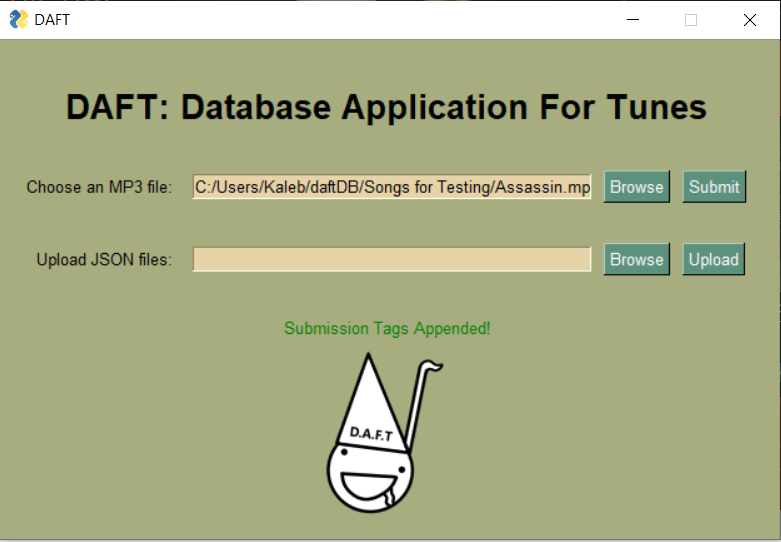 DAFT
DAFT: Database Application For Tunes
Choose an MP3 file: C:/Users/Kaleb/daftDB/Songs for Testing/Assassin.mp Browse Submit
Upload JSON files: Browse Upload
Submission Tags Appended!
D.A.F.T